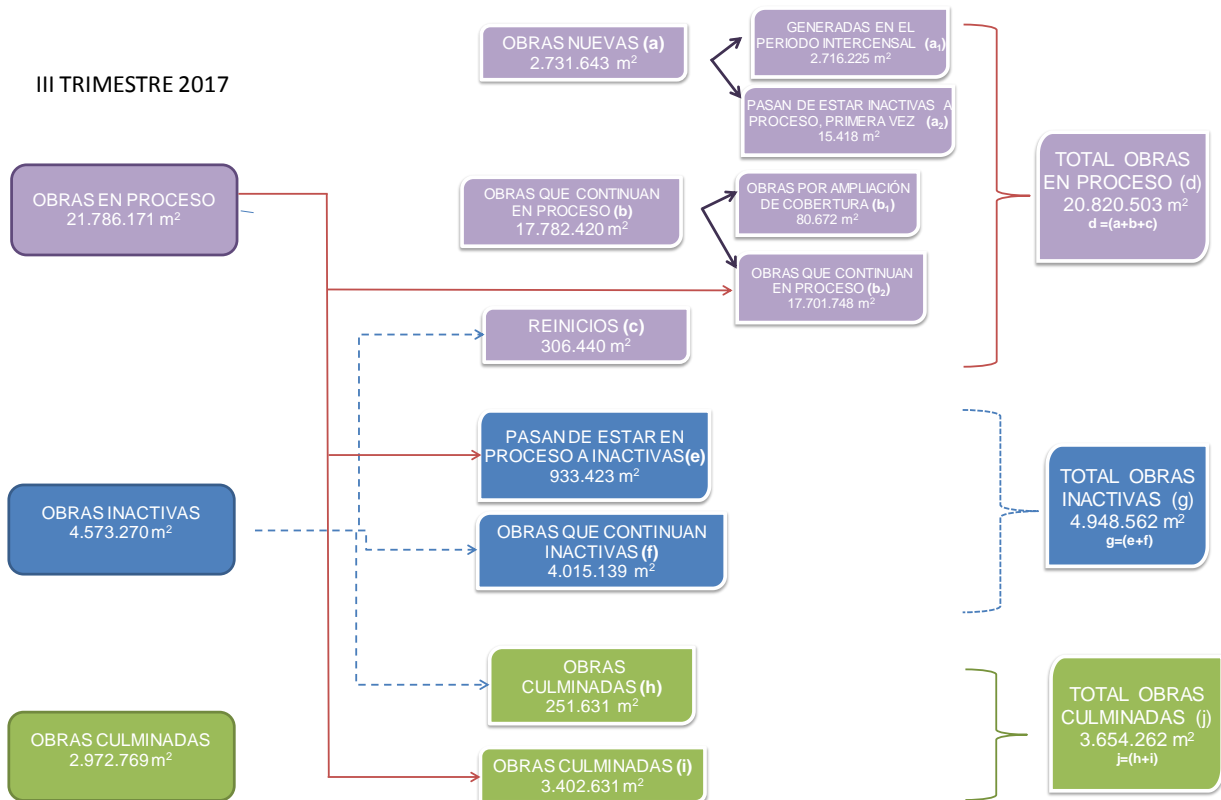 III TRIMESTRE 2017
OBRAS EN PROCESO
21.786.171 m²
OBRAS INACTIVAS
4.573.270 m²
OBRAS CULMINADAS
2.972.769 m²
OBRAS NUEVAS (a)
2.731.643 m²
GENERADAS EN EL
PERIODO INTERCENSAL (a₁)
2.716.225 m²
PASAN DE ESTAR INACTIVAS A
PROCESO, PRIMERA VEZ (a₂)
15.418 m²
OBRAS QUE CONTINUAN
EN PROCESO (b)
17.782.420 m²
OBRAS POR AMPLIACIÓN
DE COBERTURA (b₁)
80.672 m²
OBRAS QUE CONTINUAN
EN PROCESO (b₂)
17.701.748 m²
REINICIOS (c)
306.440 m²
PASAN DE ESTAR EN
PROCESO A INACTIVAS (e)
933.423 m²
OBRAS QUE CONTINUAN
INACTIVAS (f)
4.015.139 m²
OBRAS
CULMINADAS (h)
251.631 m²
OBRAS CULMINADAS (i)
3.402.631 m²
TOTAL OBRAS
EN PROCESO (d)
20.820.503 m²
d =(a+b+c)
TOTAL OBRAS
INACTIVAS (g)
4.948.562 m²
g=(e+f)
TOTAL OBRAS
CULMINADAS (j)
3.654.262 m²
j=(h+i)